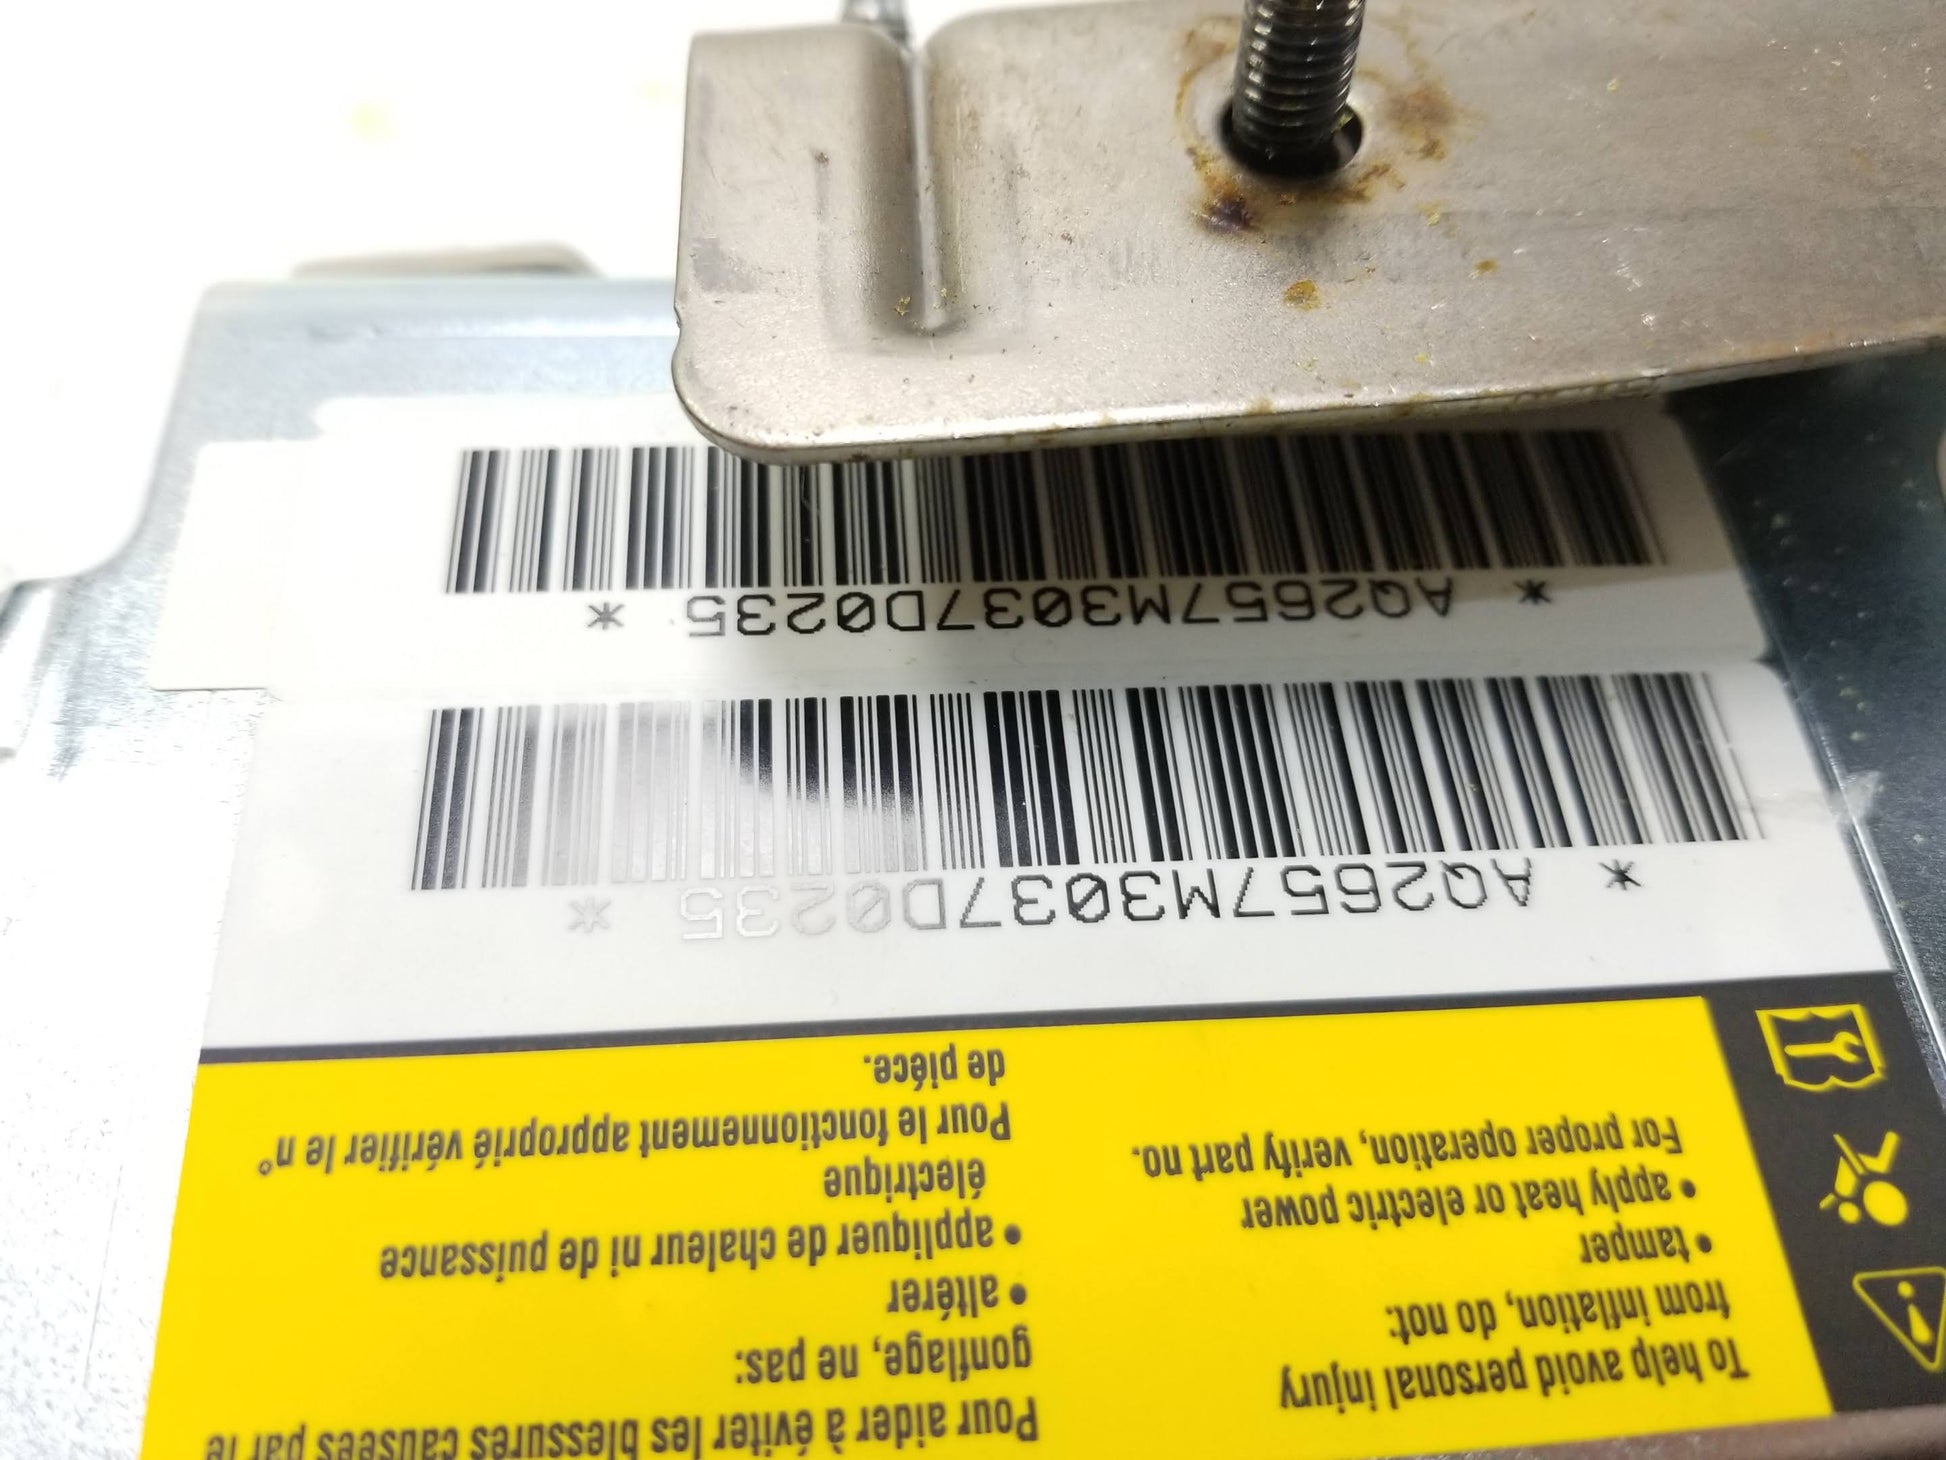 To help avoid personal injury
from inflation, do not:
• tamper
• apply heat or electric power
For proper operation, verify part no.
Pour aider à éviter les blessures causées par le
gonflage, ne pas:
• altérer
• appliquer de chaleur ni de puissance
électrique
Pour le fonctionnement approprié vérifier le n°
de piéce.
* AQ2657M3037D0235 *
* AQ2657M3037D0235 *